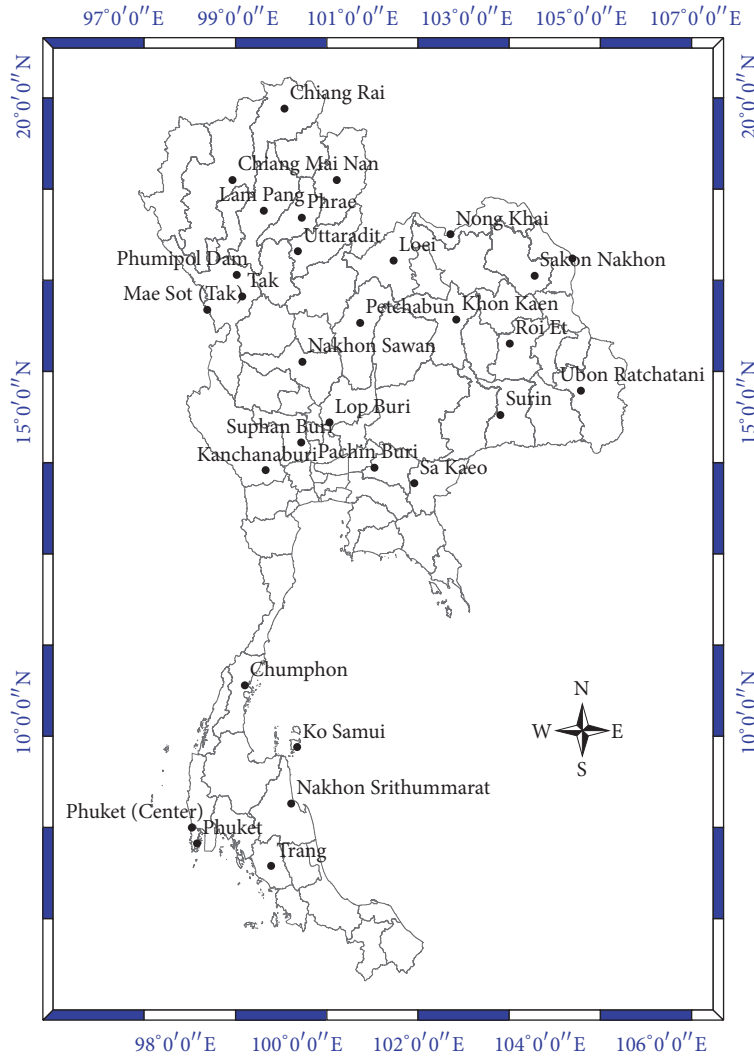 97°0′0″E 99°0′0″E 101°0′0″E 103°0′0″E 105°0′0″E 107°0′0″E
20°0′0″N
20°0′0″N
Chiang Rai
Chiang Mai Nan
Lam Pang
Phrae
Nong Khai
Uttaradit
Loei
Phumipol Dam
Sakon Nakhon
Tak
Mae Sot (Tak)
Petchabun
Khon Kaen
Roi Et
Nakhon Sawan
15°0′0″N
15°0′0″N
Ubon Ratchatani
Surin
Lop Buri
Suphan Buri
Kanchanaburi
Pachin Buri
Sa Kaeo
Chumphon
10°0′0″N
10°0′0″N
N
W E
S
Ko Samui
Nakhon Srithummarat
Phuket (Center)
Phuket
Trang
98°0′0″E 100°0′0″E 102°0′0″E 104°0′0″E 106°0′0″E